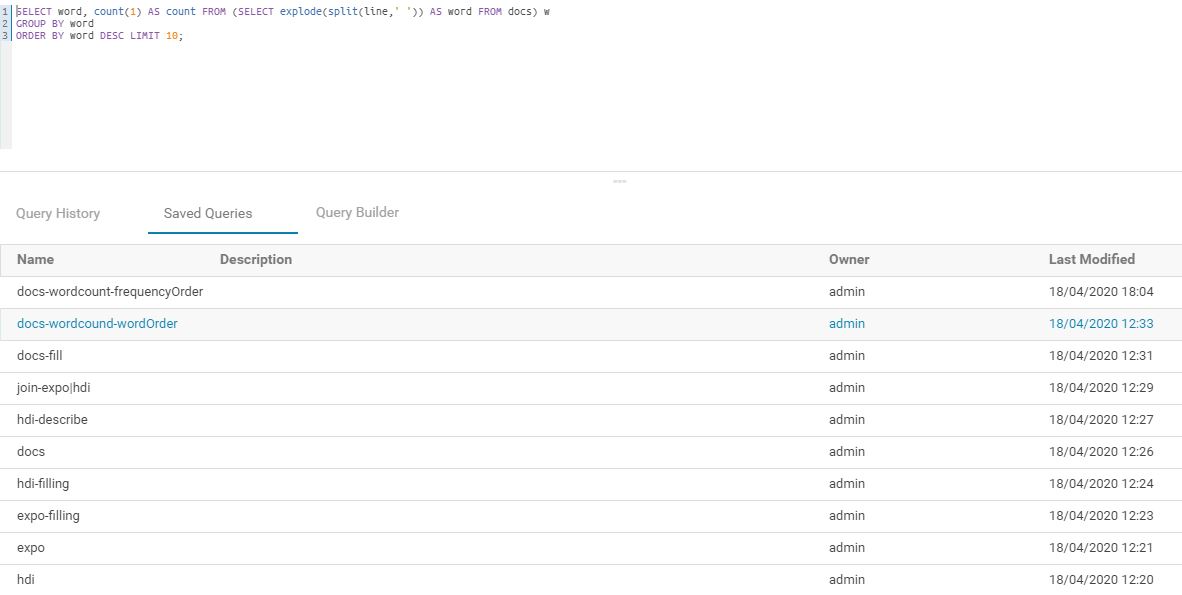 1 SELECT word, count(1) AS count FROM (SELECT explode(split(line,' ')) AS word FROM docs) w
2 GROUP BY word
3 ORDER BY word DESC LIMIT 10;
Query History Saved Queries Query Builder
Name Description Owner Last Modified
docs-wordcount-frequencyOrder admin 18/04/2020 18:04
docs-wordcound-wordOrder admin 18/04/2020 12:33
docs-fill admin 18/04/2020 12:31
join-expo|hdi admin 18/04/2020 12:29
hdi-describe admin 18/04/2020 12:27
docs admin 18/04/2020 12:26
hdi-filling admin 18/04/2020 12:24
expo-filling admin 18/04/2020 12:23
expo admin 18/04/2020 12:21
hdi admin 18/04/2020 12:20